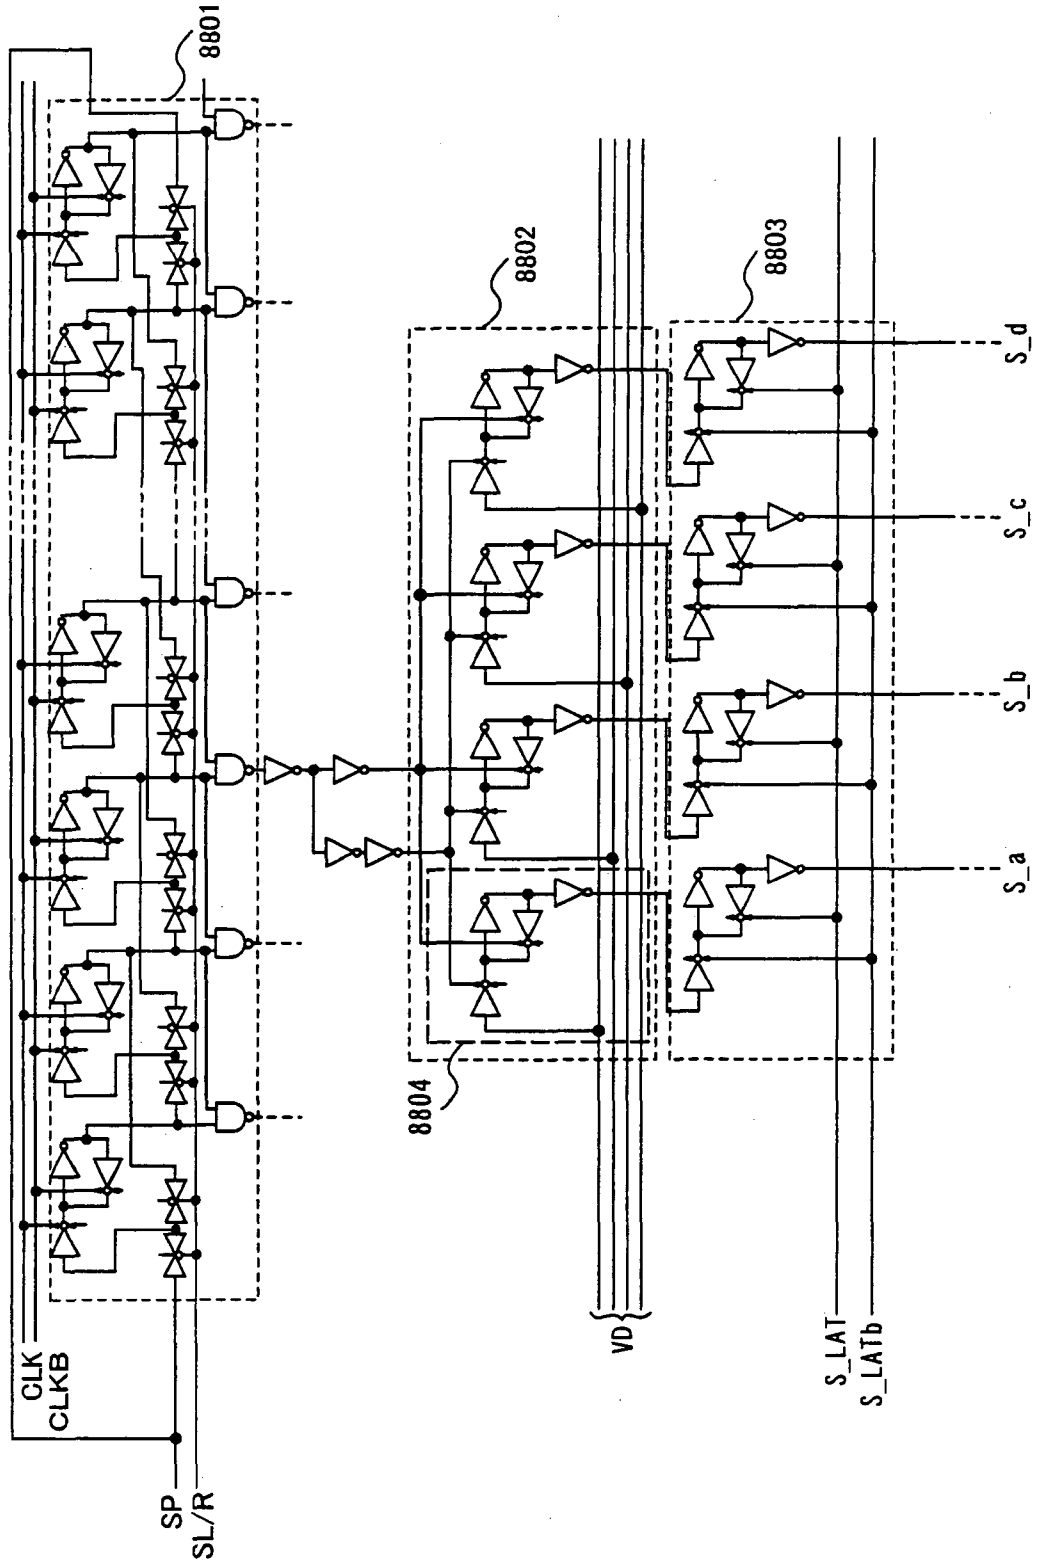 SP
SL/R
CLK
CLKB
8801
8802
8804
VD
8803
S_LAT
S_LATb
S_a
S_b
S_c
S_d